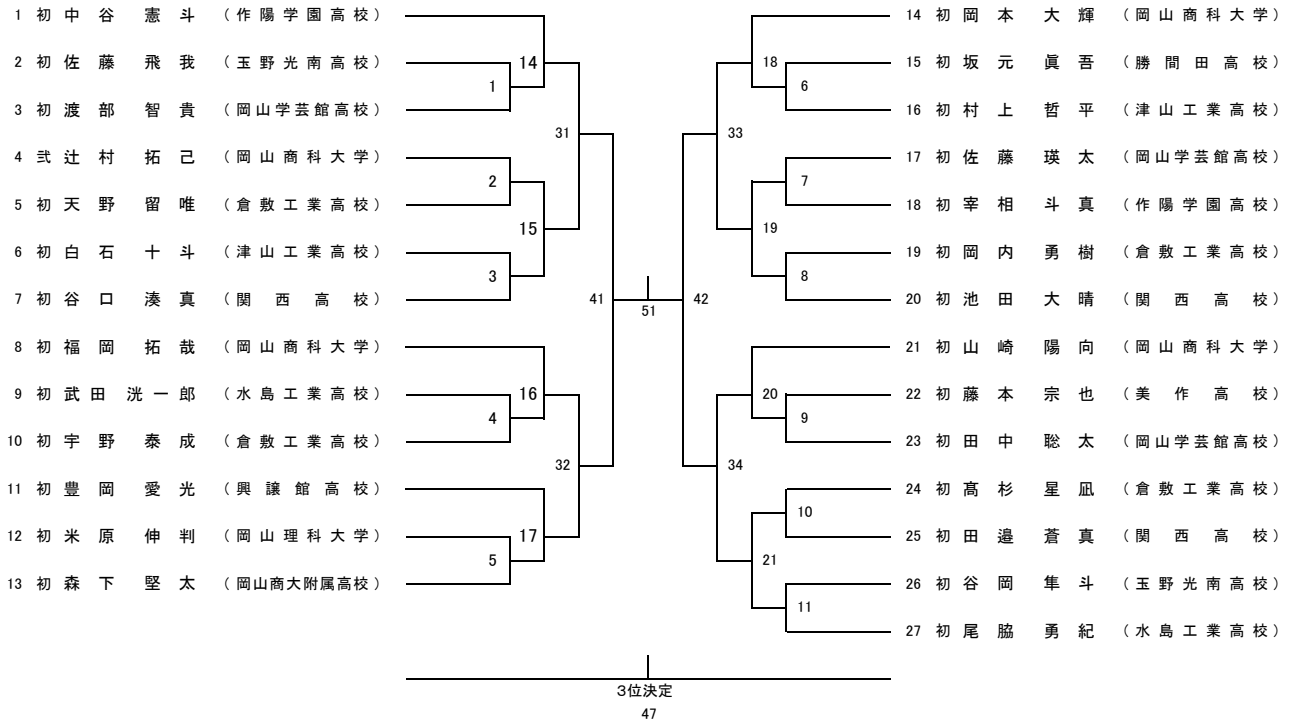 1 初 中谷 憲斗 (作陽学園高校)
2 初 佐藤 飛我 (玉野光南高校)
3 初 渡部 智貴 (岡山学芸館高校)
4 弐 辻村 拓己 (岡山商科大学)
5 初 天野 留唯 (倉敷工業高校)
6 初 白石 十斗 (津山工業高校)
7 初 谷口 湊真 (関西高校)
8 初 福岡 拓哉 (岡山商科大学)
9 初 武田 洸一郎 (水島工業高校)
10 初 宇野 泰成 (倉敷工業高校)
11 初 豊岡 愛光 (興譲館高校)
12 初 米原 伸判 (岡山理科大学)
13 初 森下 堅太 (岡山商大附属高校)
14
1
31
2
15
3
41
16
4
32
17
5
51
14 初 岡本 大輝 (岡山商科大学)
15 初 坂元 眞吾 (勝間田高校)
16 初 村上 哲平 (津山工業高校)
17 初 佐藤 瑛太 (岡山学芸館高校)
18 初 宰相 斗真 (作陽学園高校)
19 初 岡内 勇樹 (倉敷工業高校)
20 初 池田 大晴 (関西高校)
21 初 山崎 陽向 (岡山商科大学)
22 初 藤本 宗也 (美作高校)
23 初 田中 聡太 (岡山学芸館高校)
24 初 髙杉 星凪 (倉敷工業高校)
25 初 田邉 蒼真 (関西高校)
26 初 谷岡 隼斗 (玉野光南高校)
27 初 尾脇 勇紀 (水島工業高校)
18
6
33
7
19
8
42
20
9
34
10
21
11
3位決定
47